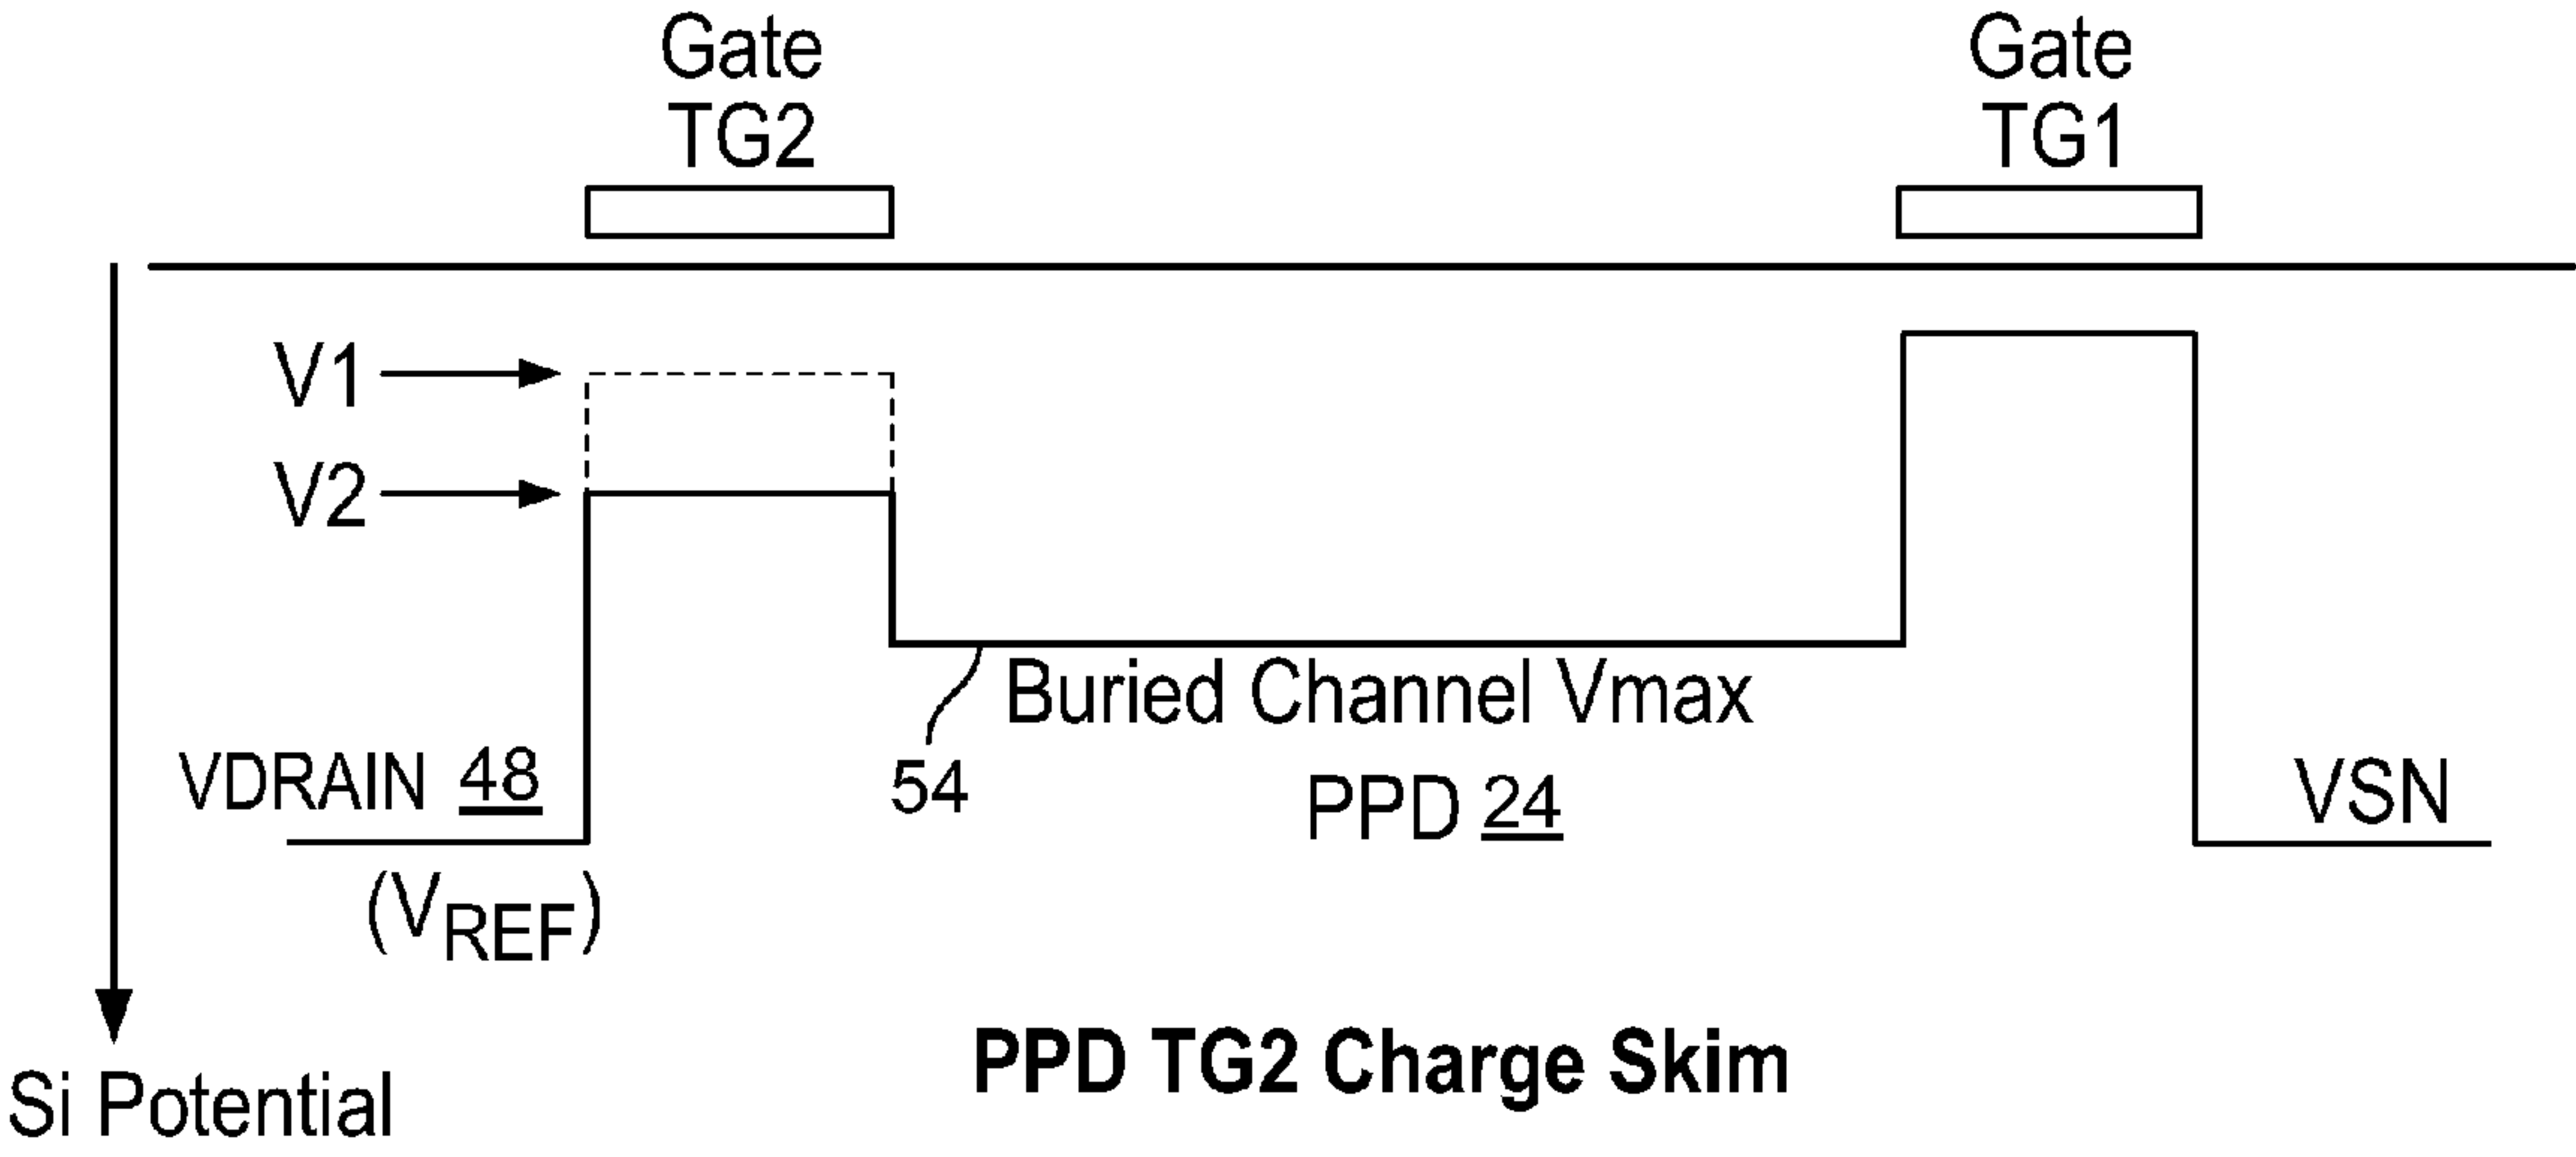 Gate
TG2
Gate
TG1
V1
V2
Buried Channel Vmax
54
PPD 24
VDRAIN 48
(VREF)
VSN
Si Potential
PPD TG2 Charge Skim